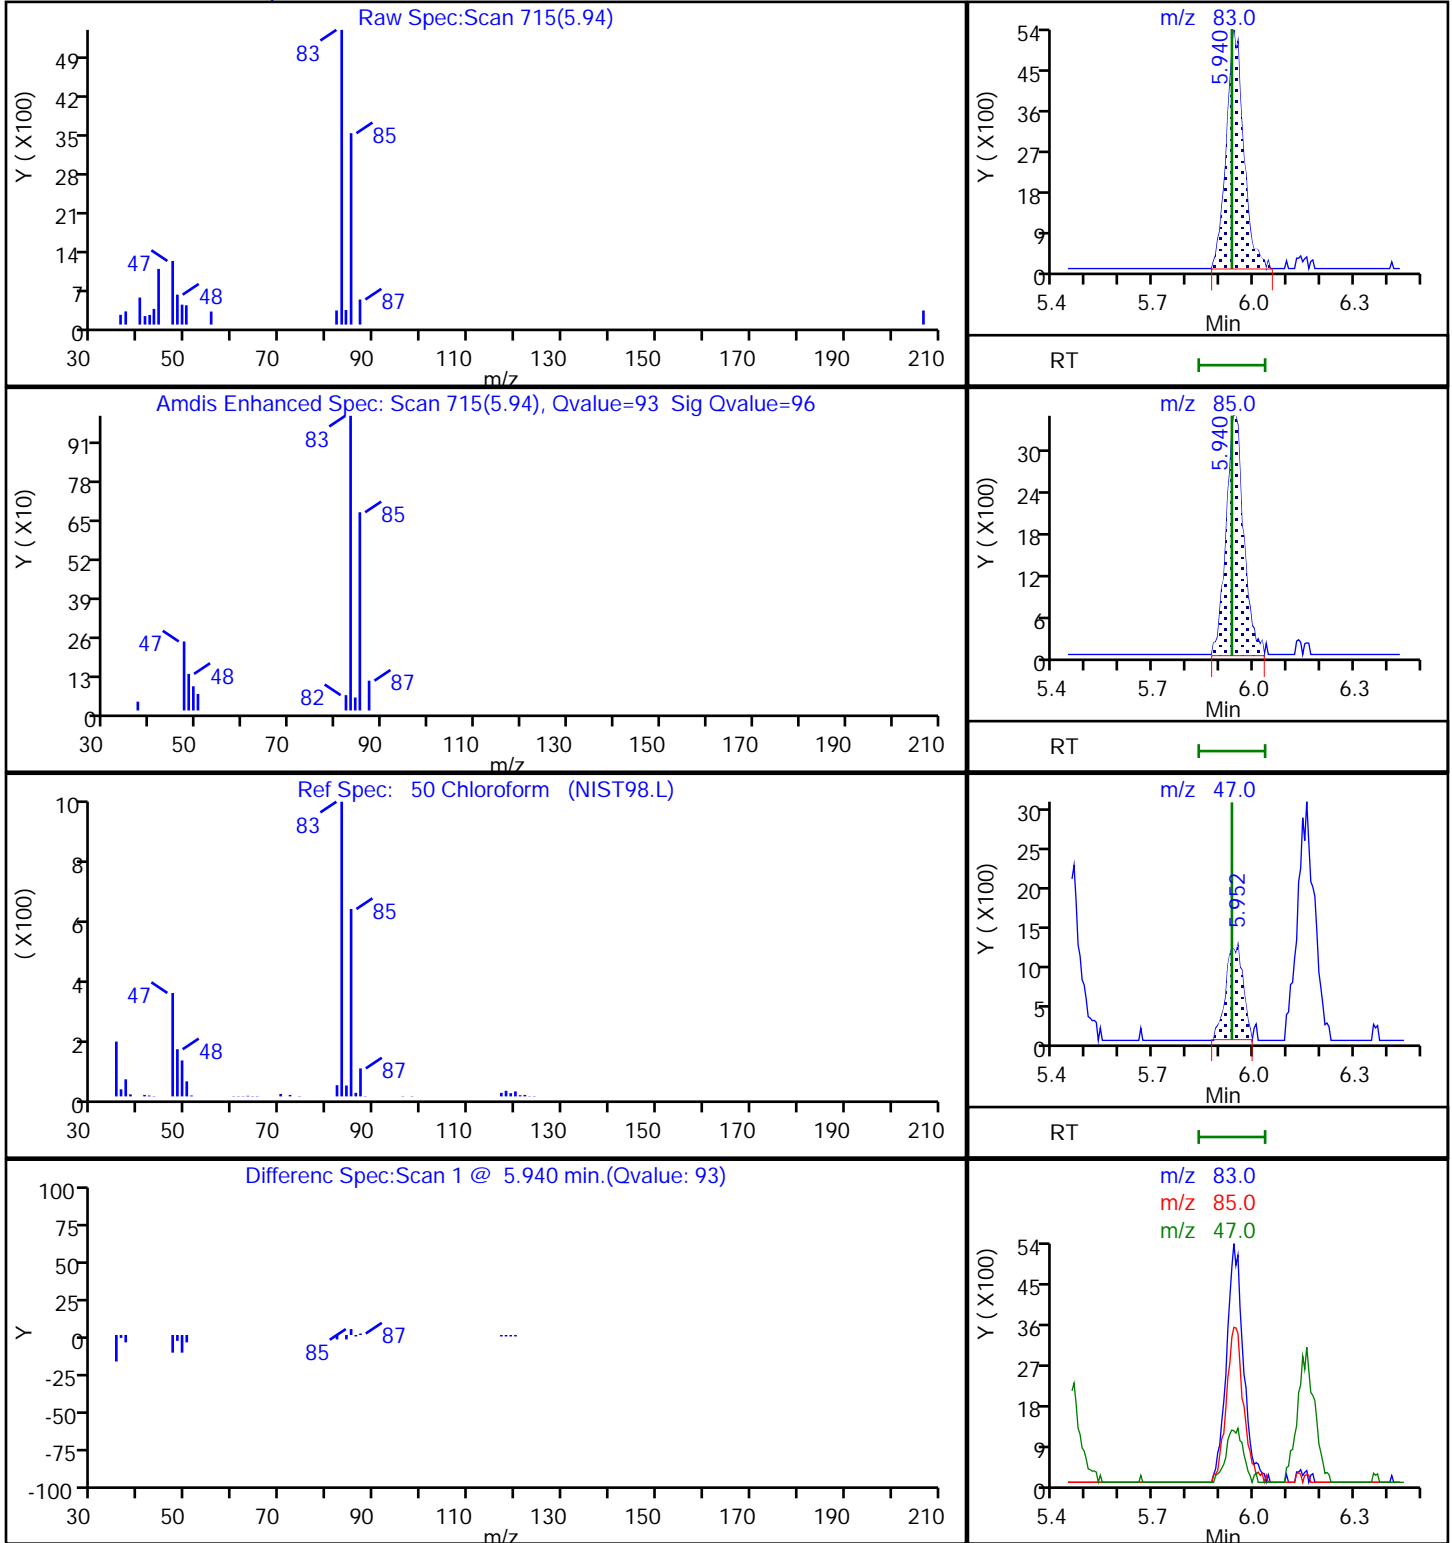 Raw Spec:Scan 715(5.94)
Y ( X100)
49
42
35
28
21
14
7
0
83
85
47
48
87
30 50 70 90 110 130 150 170 190 210
m/z
m/z 83.0
Y ( X100)
54
45
36
27
18
9
0
5.940
5.4 5.7 6.0 6.3
Min
RT
Amdis Enhanced Spec: Scan 715(5.94), Qvalue=93 Sig Qvalue=96
Y ( X10)
91
78
65
52
39
26
13
0
83
85
47
48
82
87
30 50 70 90 110 130 150 170 190 210
m/z
m/z 85.0
Y ( X100)
30
24
18
12
6
0
5.940
5.4 5.7 6.0 6.3
Min
RT
Ref Spec: 50 Chloroform (NIST98.L)
( X100)
10
8
6
4
2
0
83
85
47
48
87
30 50 70 90 110 130 150 170 190 210
m/z
m/z 47.0
Y ( X100)
30
25
20
15
10
5
0
5.952
5.4 5.7 6.0 6.3
Min
RT
Differenc Spec:Scan 1 @ 5.940 min.(Qvalue: 93)
Y
100
75
50
25
0
-25
-50
-75
-100
85
87
30 50 70 90 110 130 150 170 190 210
m/z
m/z 83.0
m/z 85.0
m/z 47.0
Y ( X100)
54
45
36
27
18
9
0
5.4 5.7 6.0 6.3
Min